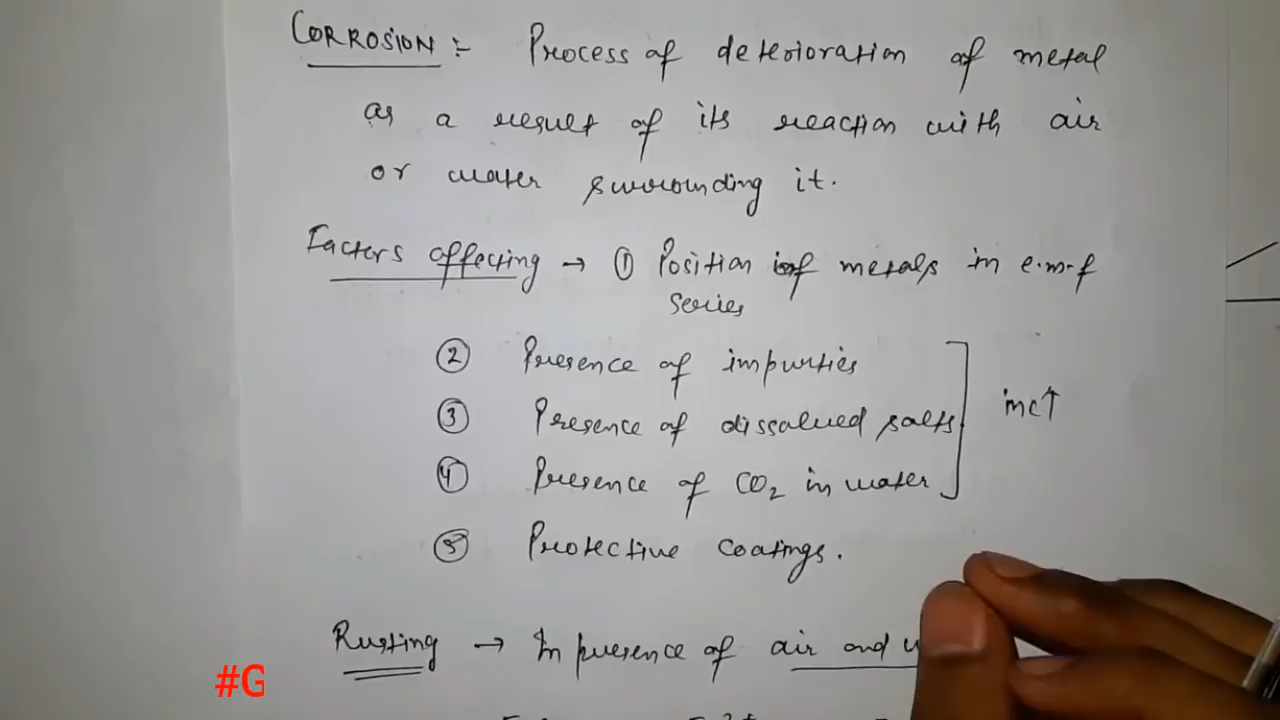 CORROSION :- Process of deterioration of metal
as a result of its reaction with air
or water surrounding it.
Factors affecting → ① Position of metals in e.m.f
series
② Presence of impurties
③ Presence of dissolved salts
④ Presence of CO₂ in water
inc↑
⑤ Protective coatings.
Rusting → In presence of air and
#G